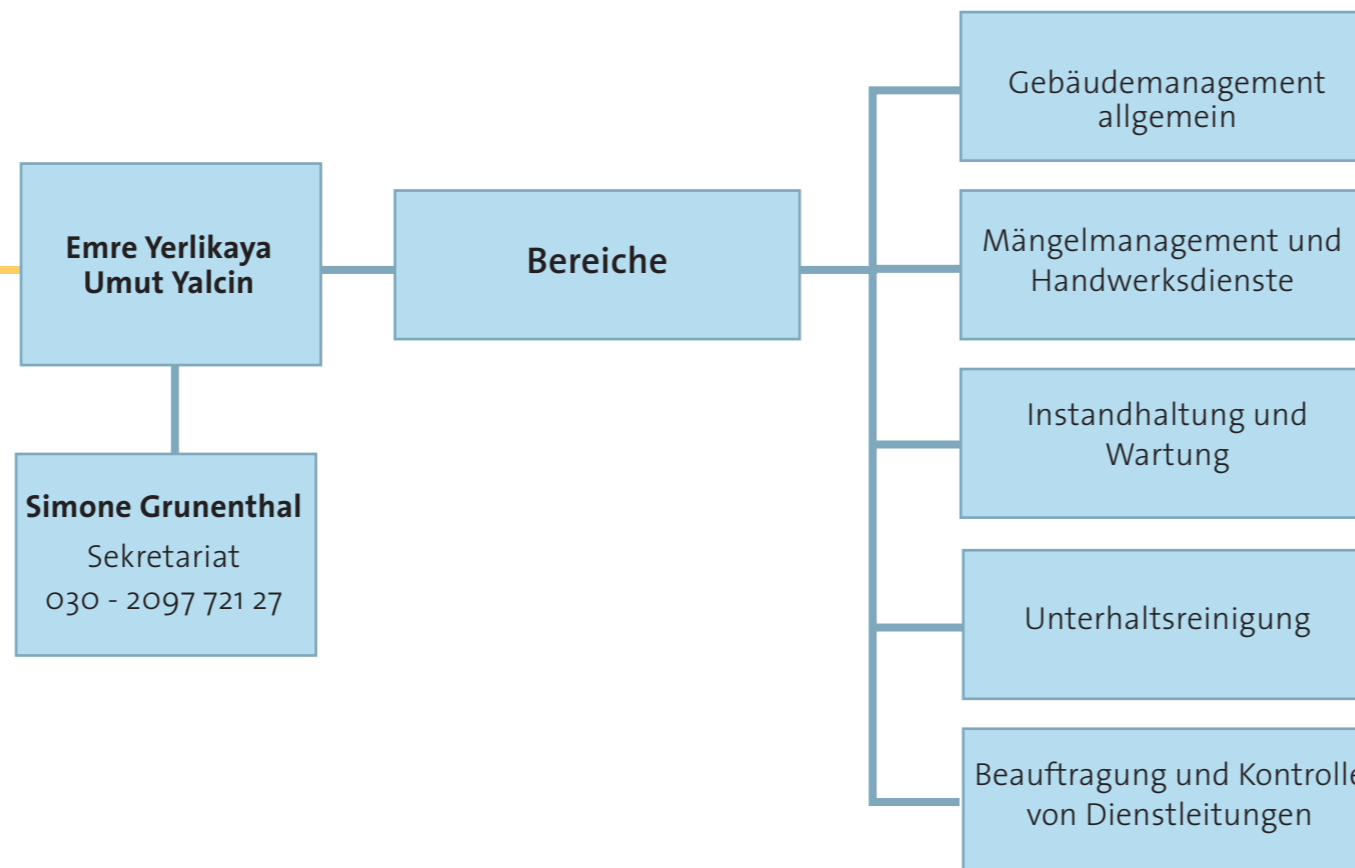 Emre Yerlikaya
Umut Yalcin
Simone Grunenthal
Sekretariat
030 - 2097 721 27
Bereiche
Gebäudemanagement
allgemein
Mängelmanagement und
Handwerksdienste
Instandhaltung und
Wartung
Unterhaltsreinigung
Beauftragung und Kontrolle
von Dienstleitungen